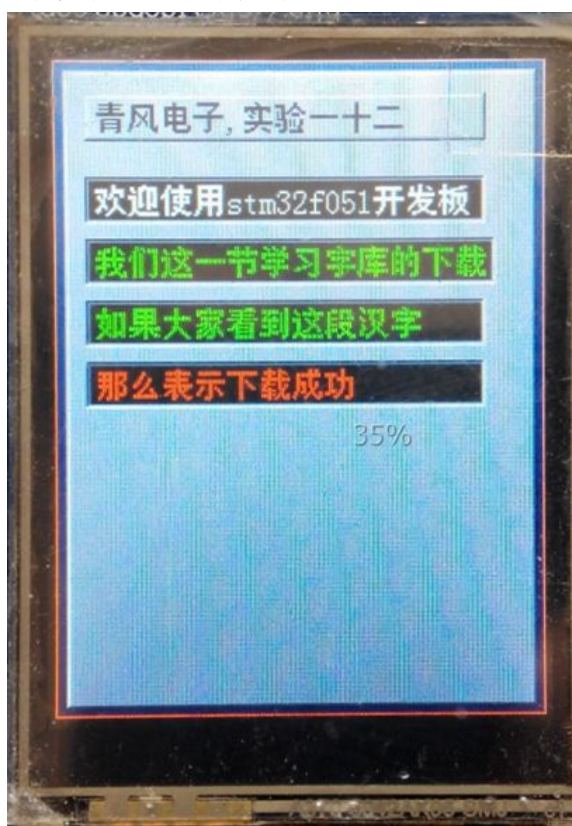 青风电子,实验一十二
欢迎使用stm32f051开发板
我们这一节学习字库的下载
如果大家看到这段汉字
那么表示下载成功
35%